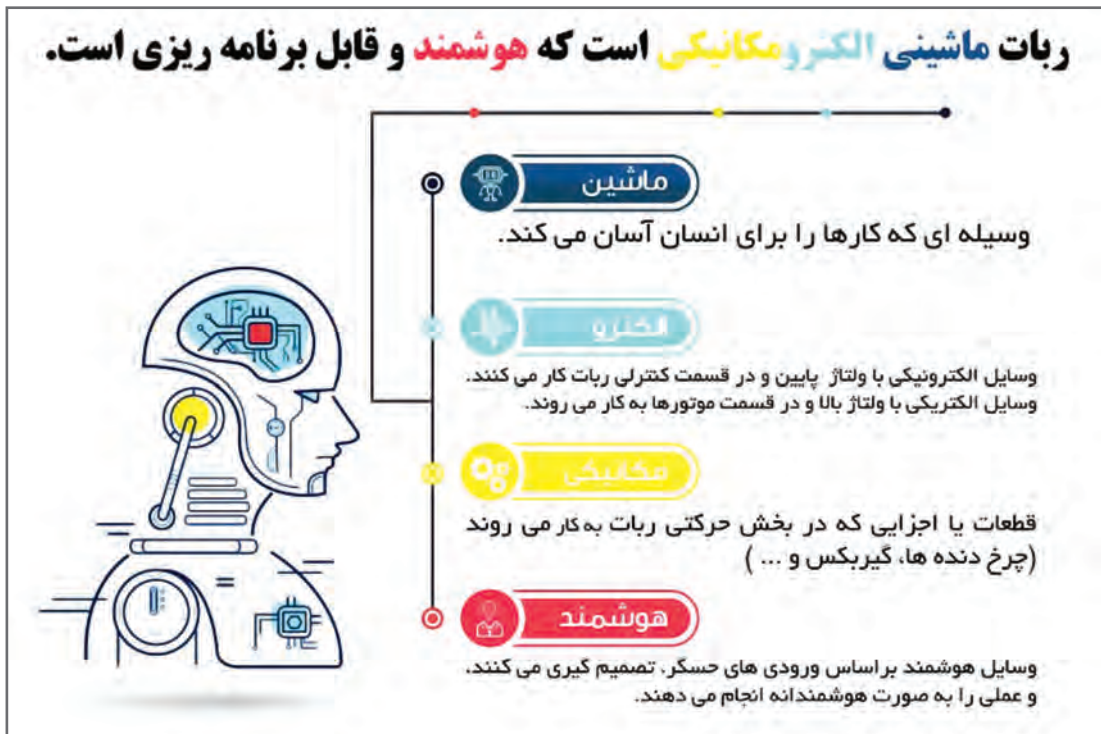 ربات ماشینی الکترومکانیکی است که هوشمند و قابل برنامه ریزی است.
ماشین
وسیله ای که کارها را برای انسان آسان می کند.
الکترو
وسایل الکترونیکی با ولتاژ پایین و در قسمت کنترلی ربات کار می کنند.
وسایل الکتریکی با ولتاژ بالا و در قسمت موتورها به کار می روند.
مکانیکی
قطعات یا اجزایی که در بخش حرکتی ربات به کار می روند
(چرخ دنده ها، گیربکس و ... )
هوشمند
وسایل هوشمند براساس ورودی های حسگر، تصمیم گیری می کنند،
و عملی را به صورت هوشمندانه انجام می دهند.